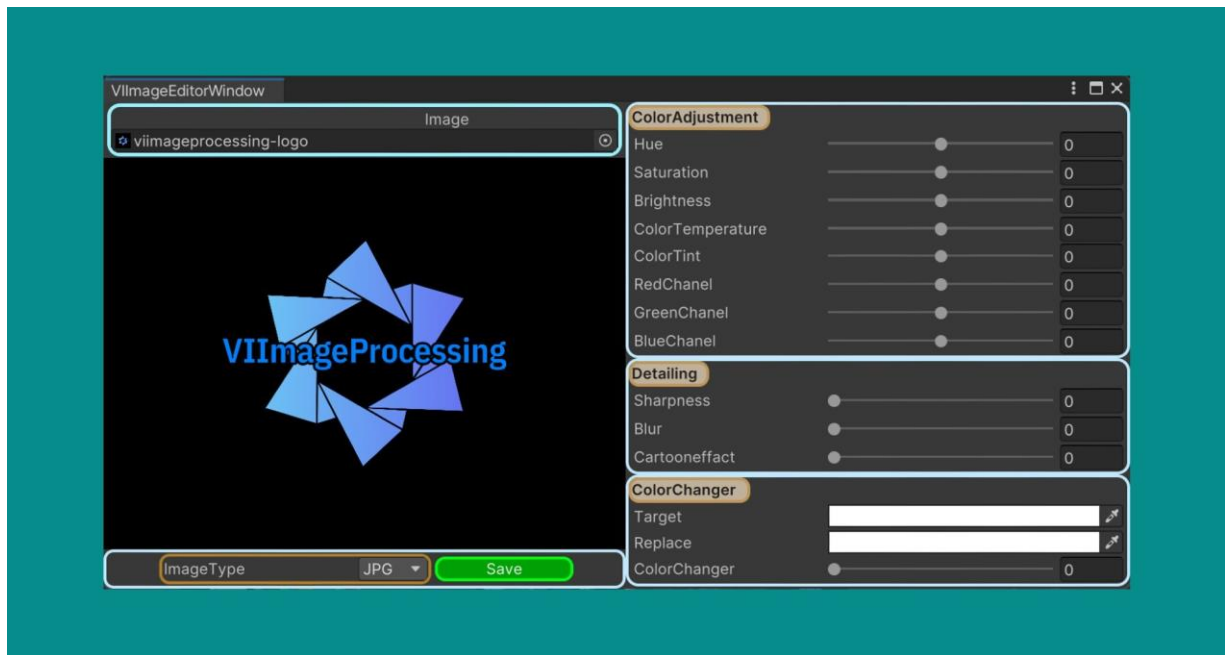 VIImageEditorWindow
Image
viimageprocessing-logo
VIImageProcessing
ImageType JPG Save
ColorAdjustment
Hue 0
Saturation 0
Brightness 0
ColorTemperature 0
ColorTint 0
RedChanel 0
GreenChanel 0
BlueChanel 0
Detailing
Sharpness 0
Blur 0
Cartooneffact 0
ColorChanger
Target
Replace
ColorChanger 0